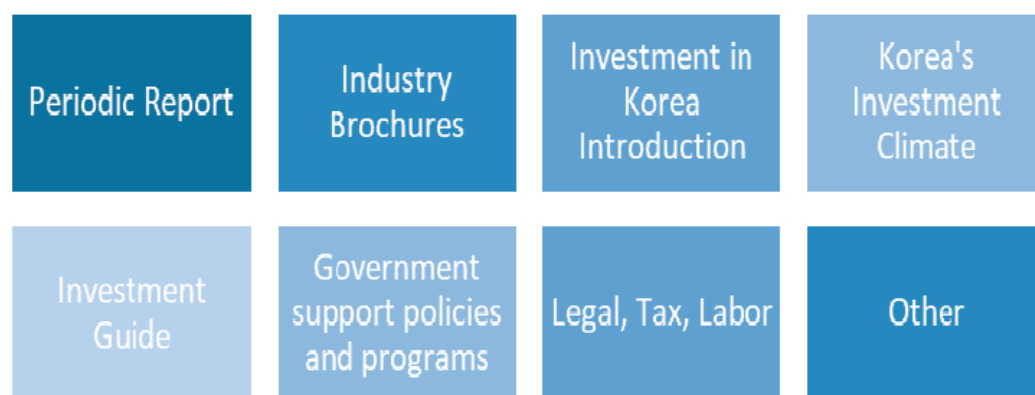 Periodic Report
Industry
Brochures
Investment in
Korea
Introduction
Korea's
Investment
Climate
Investment
Guide
Government
support policies
and programs
Legal, Tax, Labor
Other